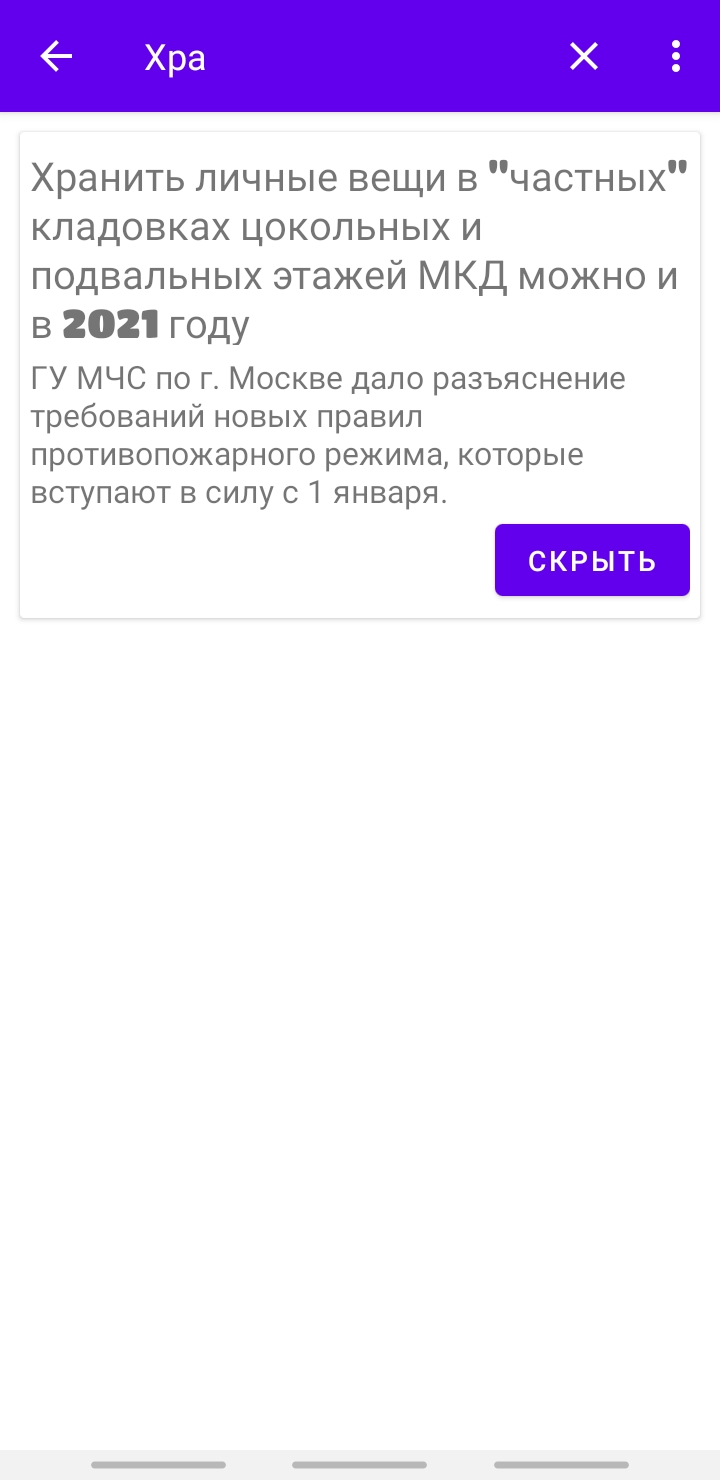 Хра
Хранить личные вещи в "частных"
кладовках цокольных и
подвальных этажей МКД можно и
в 2021 году
ГУ МЧС по г. Москве дало разъяснение
требований новых правил
противопожарного режима, которые
вступают в силу с 1 января.
СКРЫТЬ